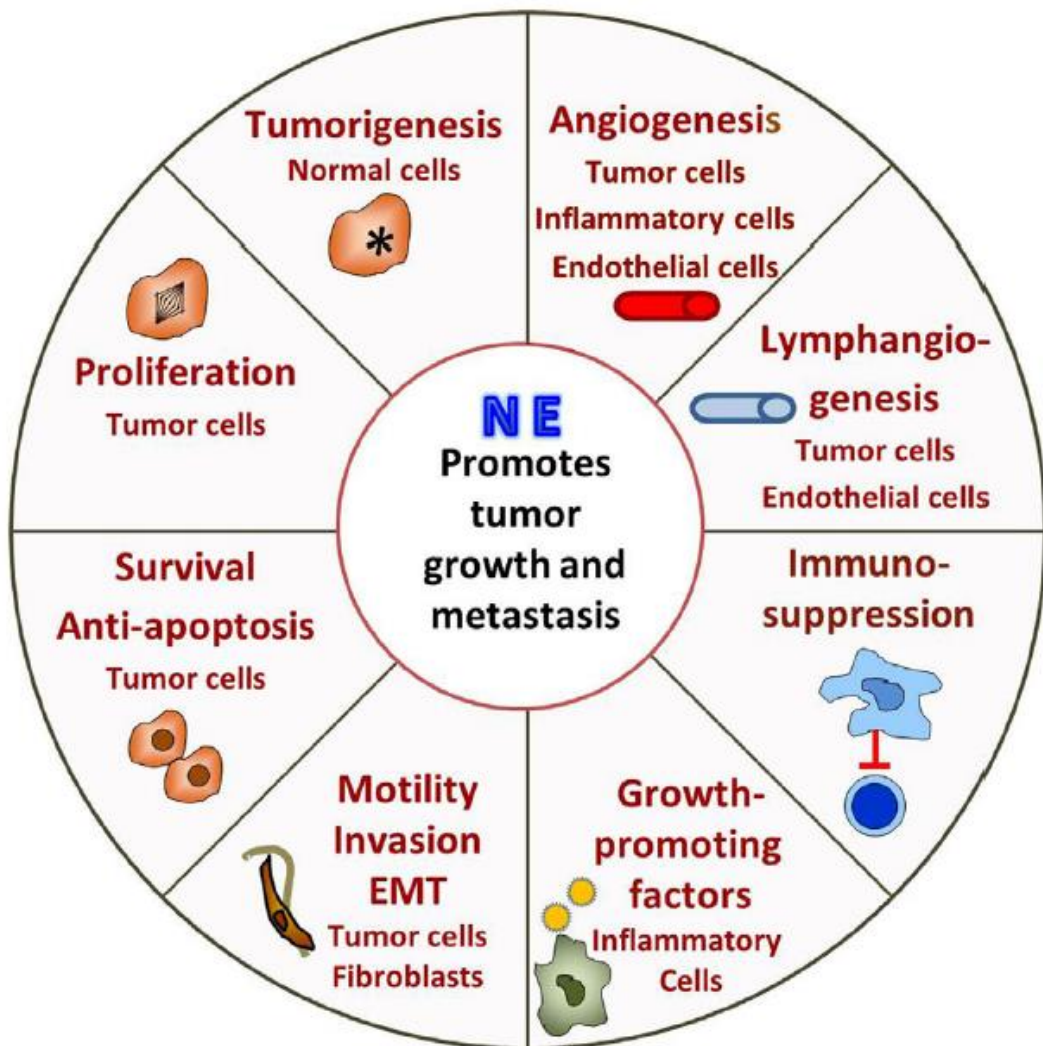 NE
Promotes
tumor
growth and
metastasis
Tumorigenesis
Normal cells
*
Angiogenesis
Tumor cells
Inflammatory cells
Endothelial cells
Lymphangio-
genesis
Tumor cells
Endothelial cells
Immuno-
suppression
Growth-
promoting
factors
Inflammatory
Cells
Motility
Invasion
EMT
Tumor cells
Fibroblasts
Survival
Anti-apoptosis
Tumor cells
Proliferation
Tumor cells